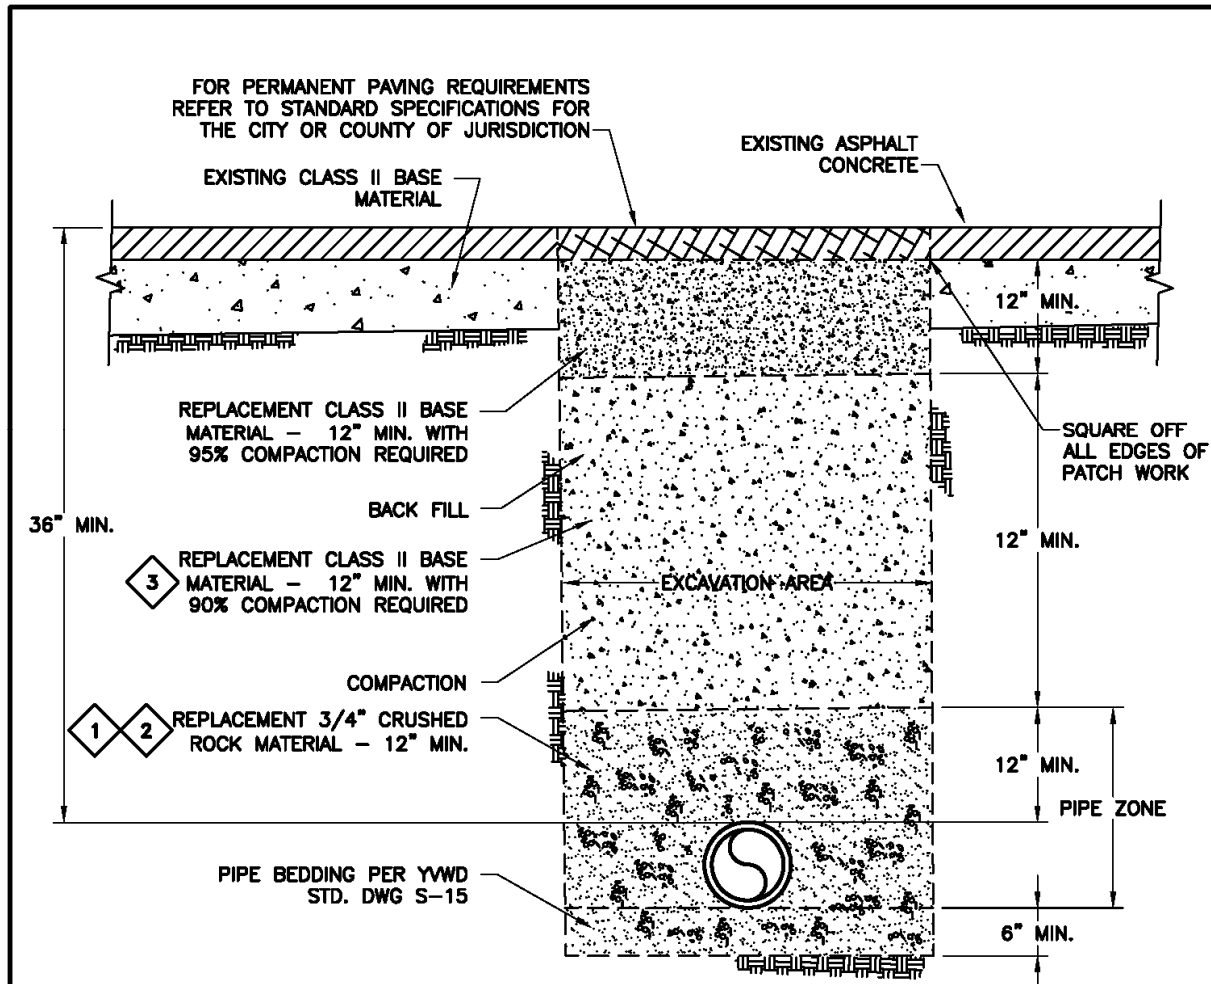 FOR PERMANENT PAVING REQUIREMENTS
REFER TO STANDARD SPECIFICATIONS FOR
THE CITY OR COUNTY OF JURISDICTION
EXISTING ASPHALT
CONCRETE
EXISTING CLASS II BASE
MATERIAL
12" MIN.
REPLACEMENT CLASS II BASE
MATERIAL – 12" MIN. WITH
95% COMPACTION REQUIRED
SQUARE OFF
ALL EDGES OF
PATCH WORK
BACK FILL
36" MIN.
12" MIN.
3
REPLACEMENT CLASS II BASE
MATERIAL – 12" MIN. WITH
90% COMPACTION REQUIRED
EXCAVATION AREA
COMPACTION
1 2
REPLACEMENT 3/4" CRUSHED
ROCK MATERIAL – 12" MIN.
12" MIN.
PIPE ZONE
PIPE BEDDING PER YVWD
STD. DWG S-15
6" MIN.